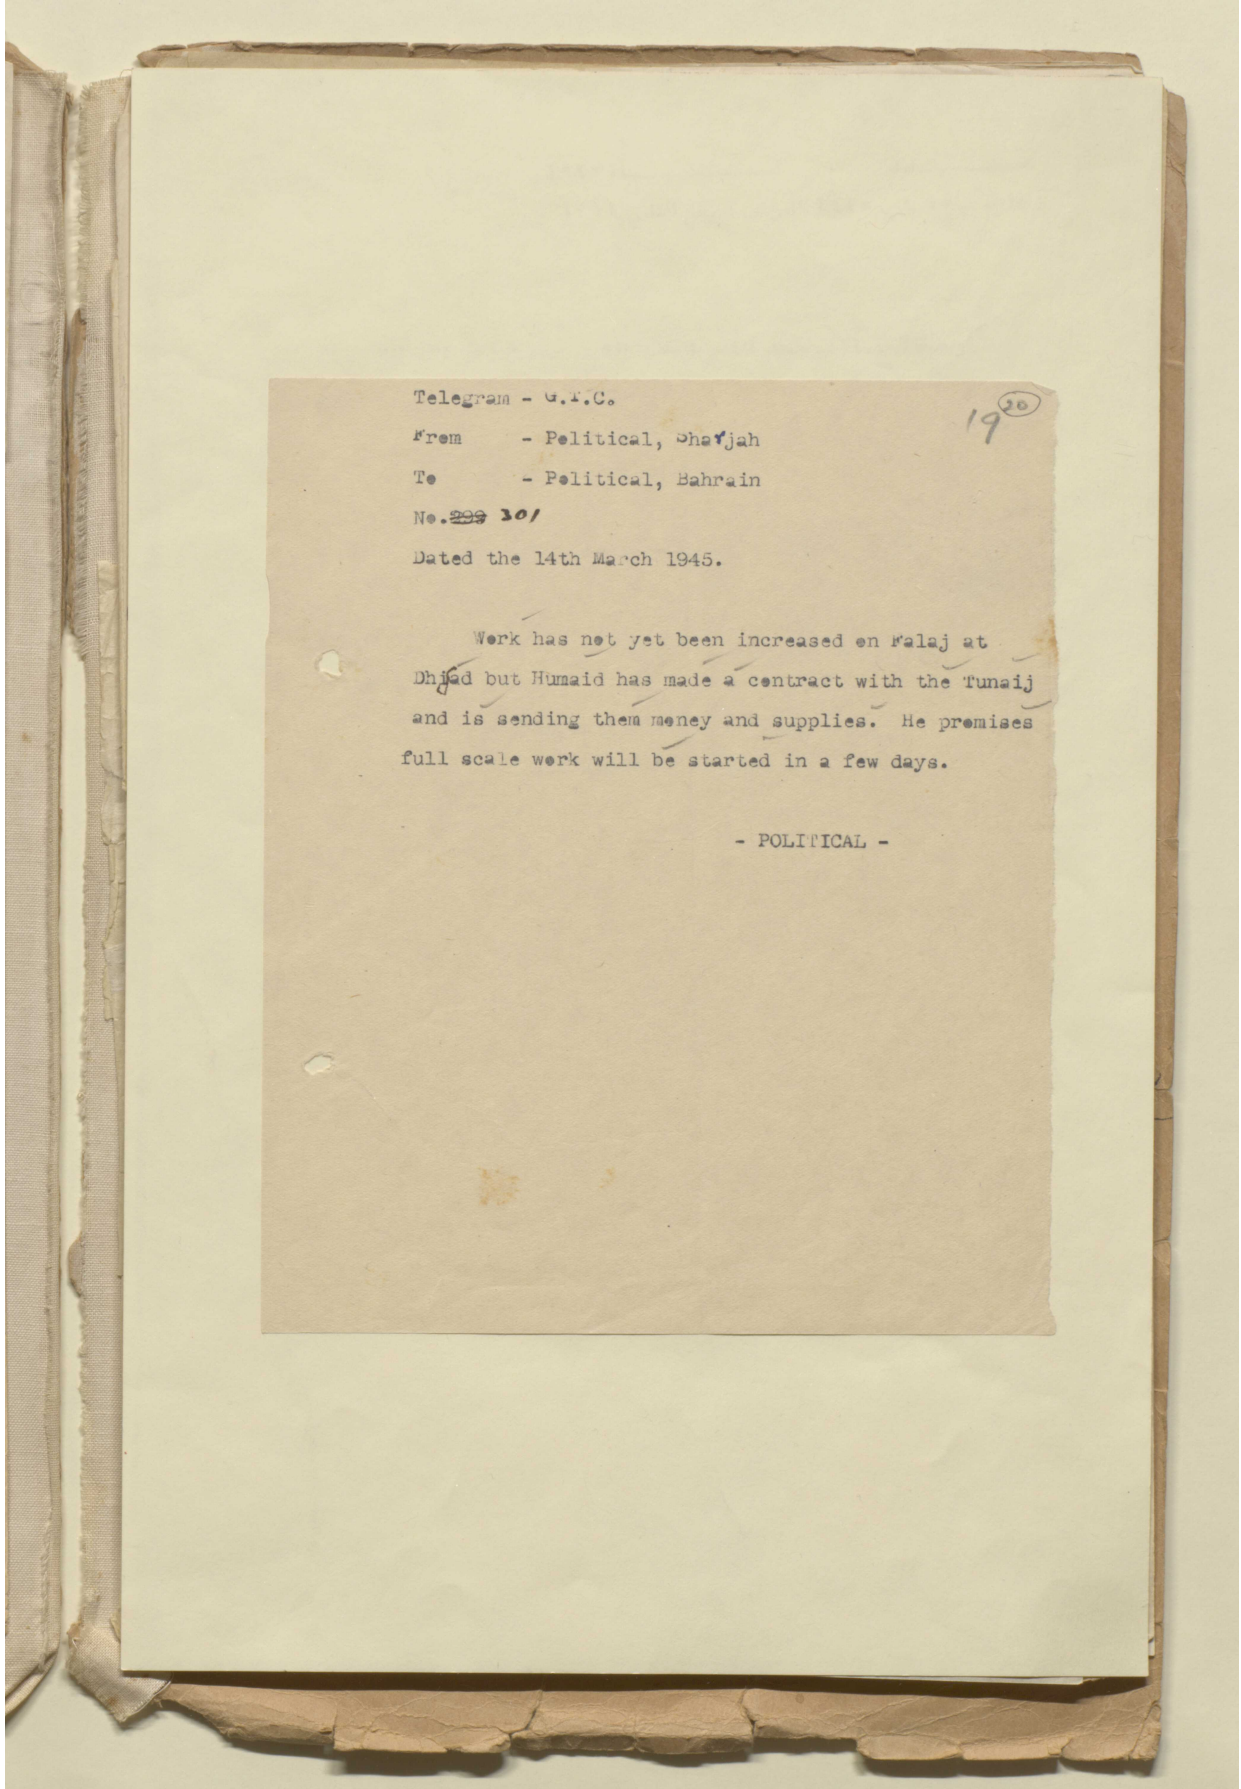 Telegram - G.T.C.
19 20
From - Political, Sharjah
To - Political, Bahrain
No. 299 301
Dated the 14th March 1945.
Work has not yet been increased on Falaj at
Dhiad but Humaid has made a contract with the Tunaij
and is sending them money and supplies. He promises
full scale work will be started in a few days.
- POLITICAL -